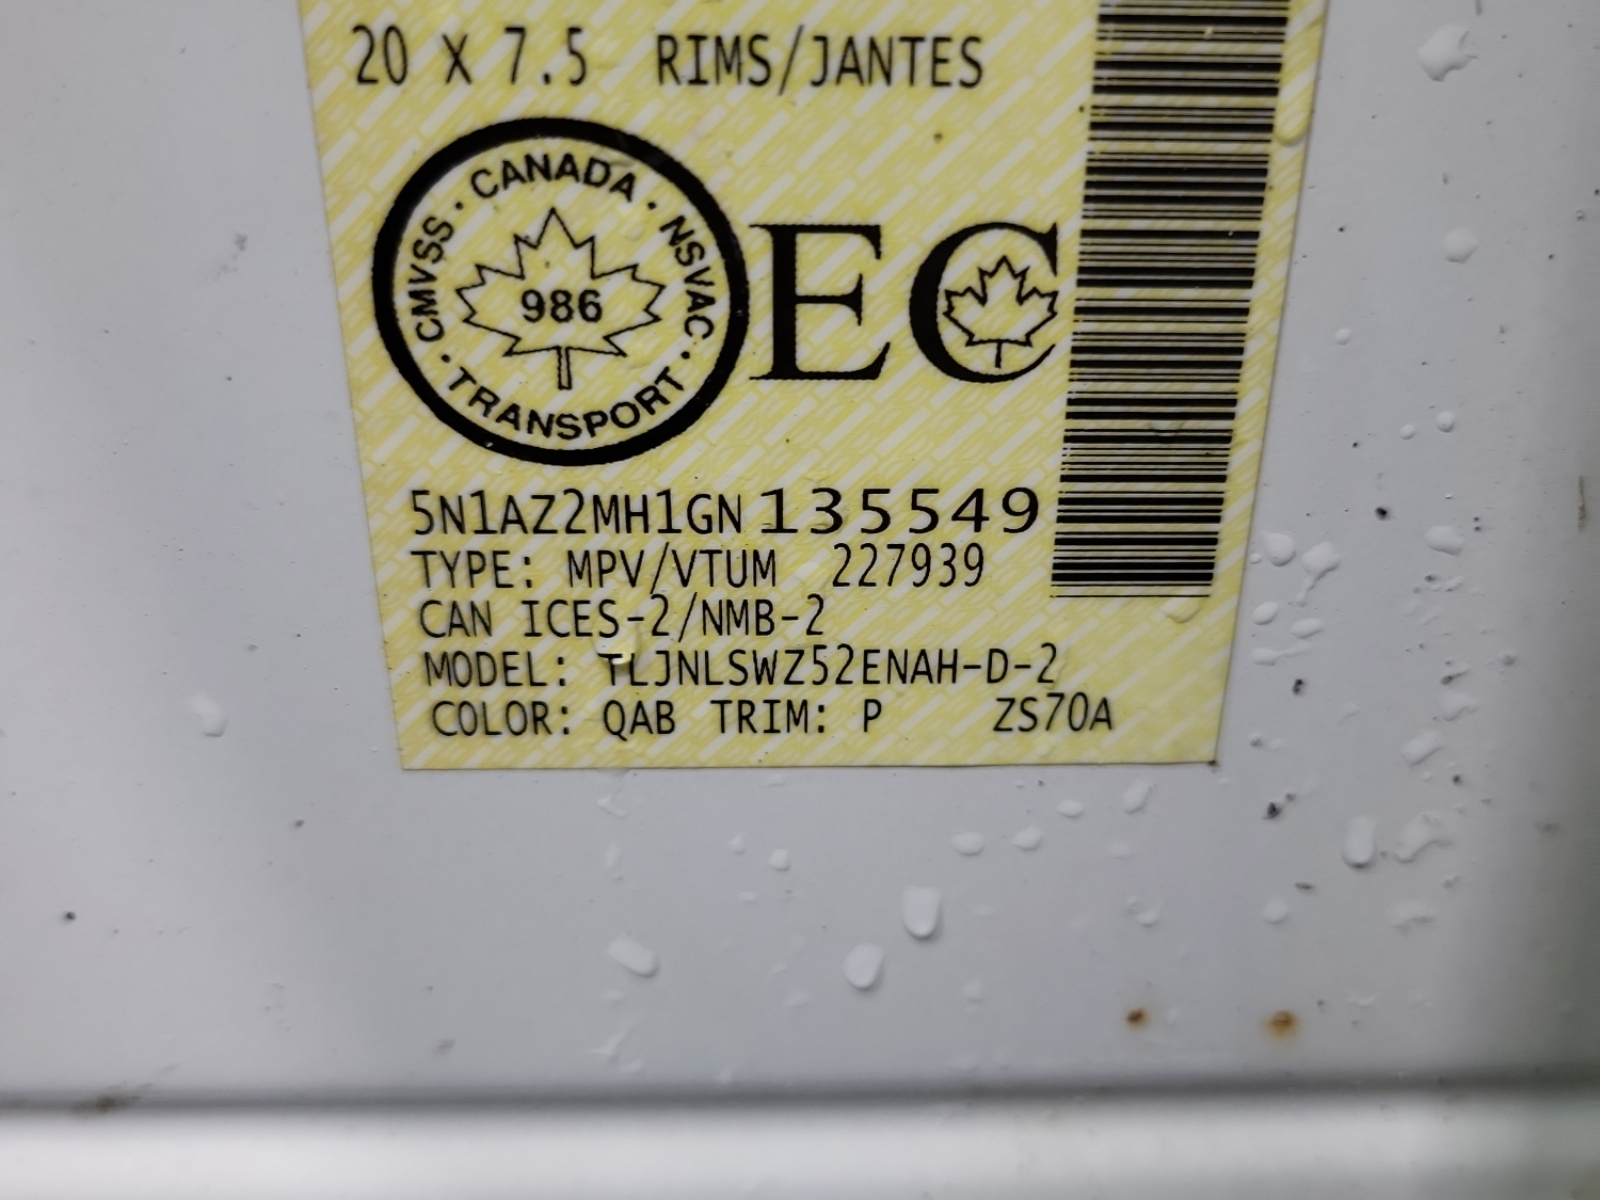 20 X 7.5 RIMS/JANTES
CANADA · NSVAC · TRANSPORT · CMVSS ·
986
EC
5N1AZ2MH1GN135549
TYPE: MPV/VTUM 227939
CAN ICES-2/NMB-2
MODEL: TLJNLSWZ52ENAH-D-2
COLOR: QAB TRIM: P ZS70A